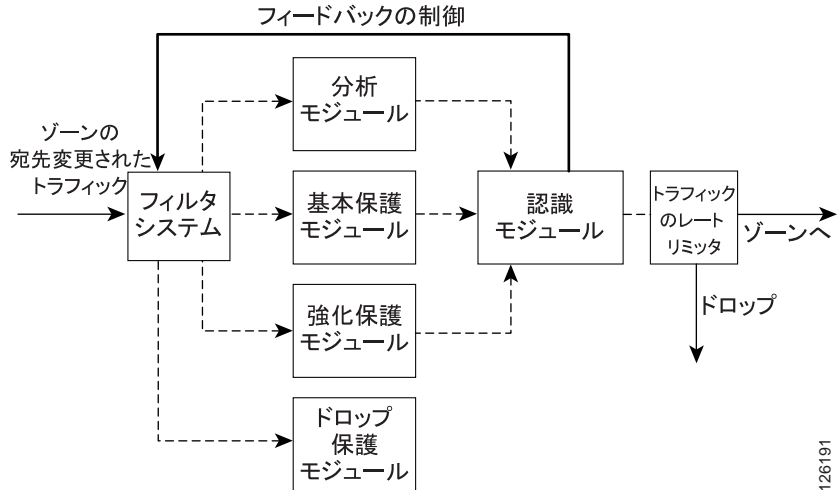 フィードバックの制御
分析
モジュール
ゾーンの
宛先変更された
トラフィック
フィルタ
システム
基本保護
モジュール
認識
モジュール
トラフィック
のレート
リミッタ
ゾーンへ
強化保護
モジュール
ドロップ
ドロップ
保護
モジュール
126191